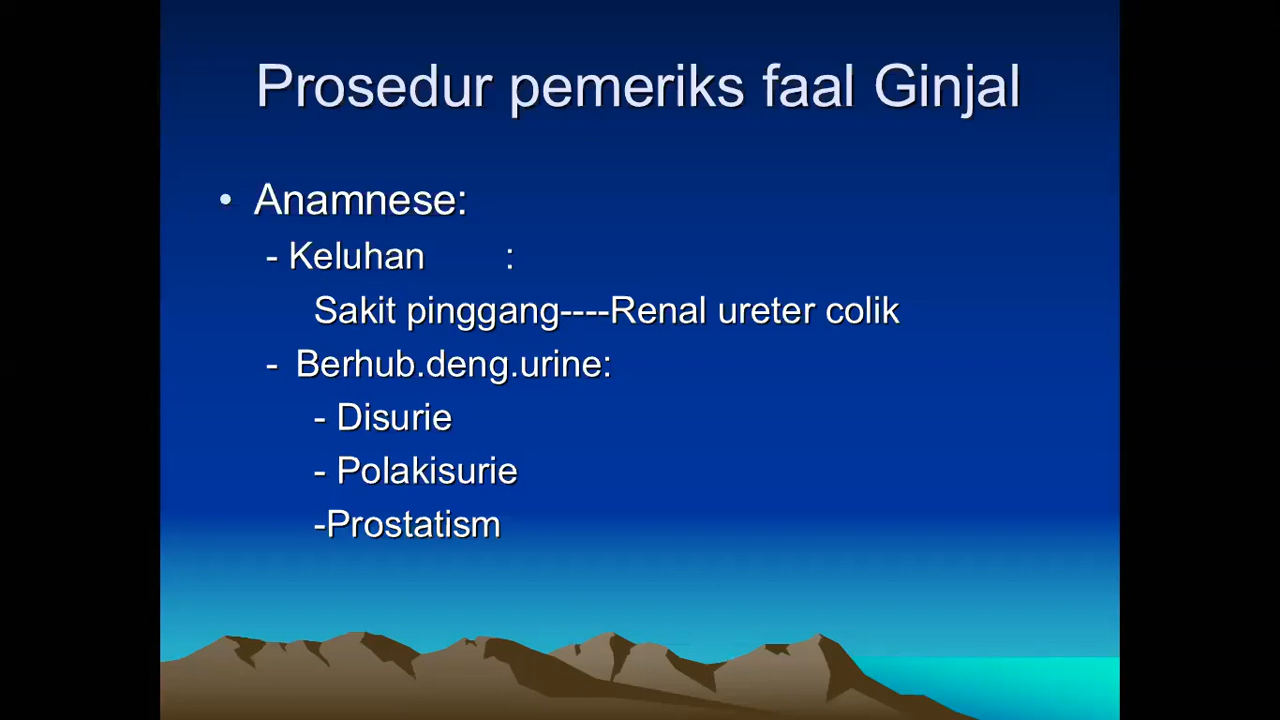 Prosedur pemeriks faal Ginjal
• Anamnese:
- Keluhan :
Sakit pinggang----Renal ureter colik
- Berhub.deng.urine:
- Disurie
- Polakisurie
-Prostatism